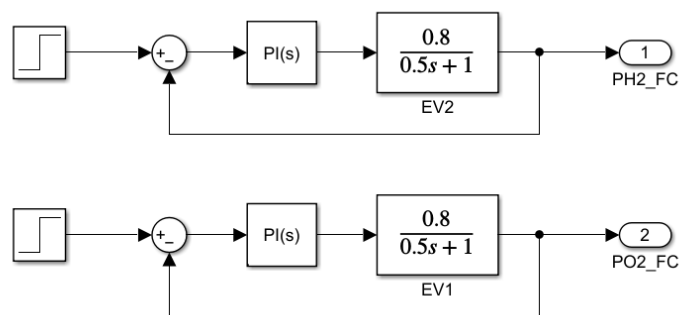 +
−
PI(s)
0.8
0.5s + 1
EV2
1
PH2_FC
+
−
PI(s)
0.8
0.5s + 1
EV1
2
PO2_FC